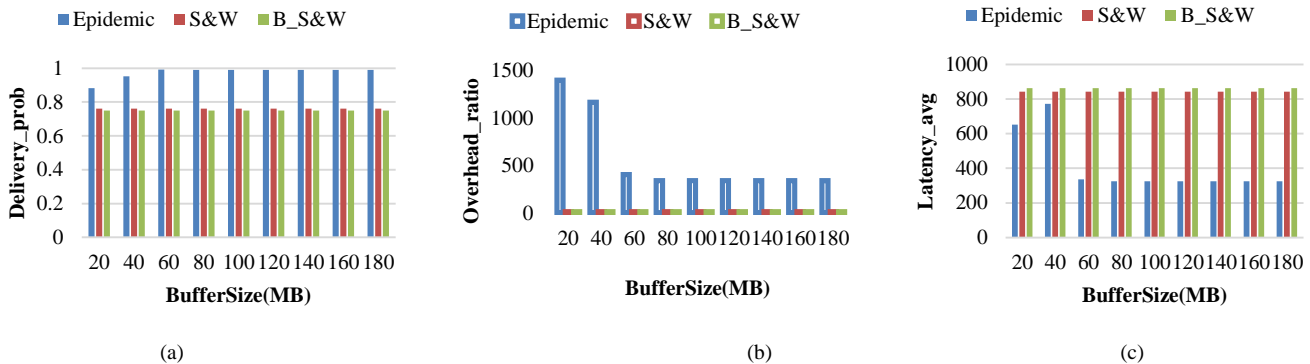 Epidemic S&W B_S&W
1
0.8
0.6
0.4
0.2
0
Delivery_prob
20 40 60 80 100 120 140 160 180
BufferSize(MB)
(a)
Epidemic S&W B_S&W
1500
1000
500
0
Overhead_ratio
20 40 60 80 100 120 140 160 180
BufferSize(MB)
(b)
Epidemic S&W B_S&W
1000
800
600
400
200
0
Latency_avg
20 40 60 80 100 120 140 160 180
BufferSize(MB)
(c)